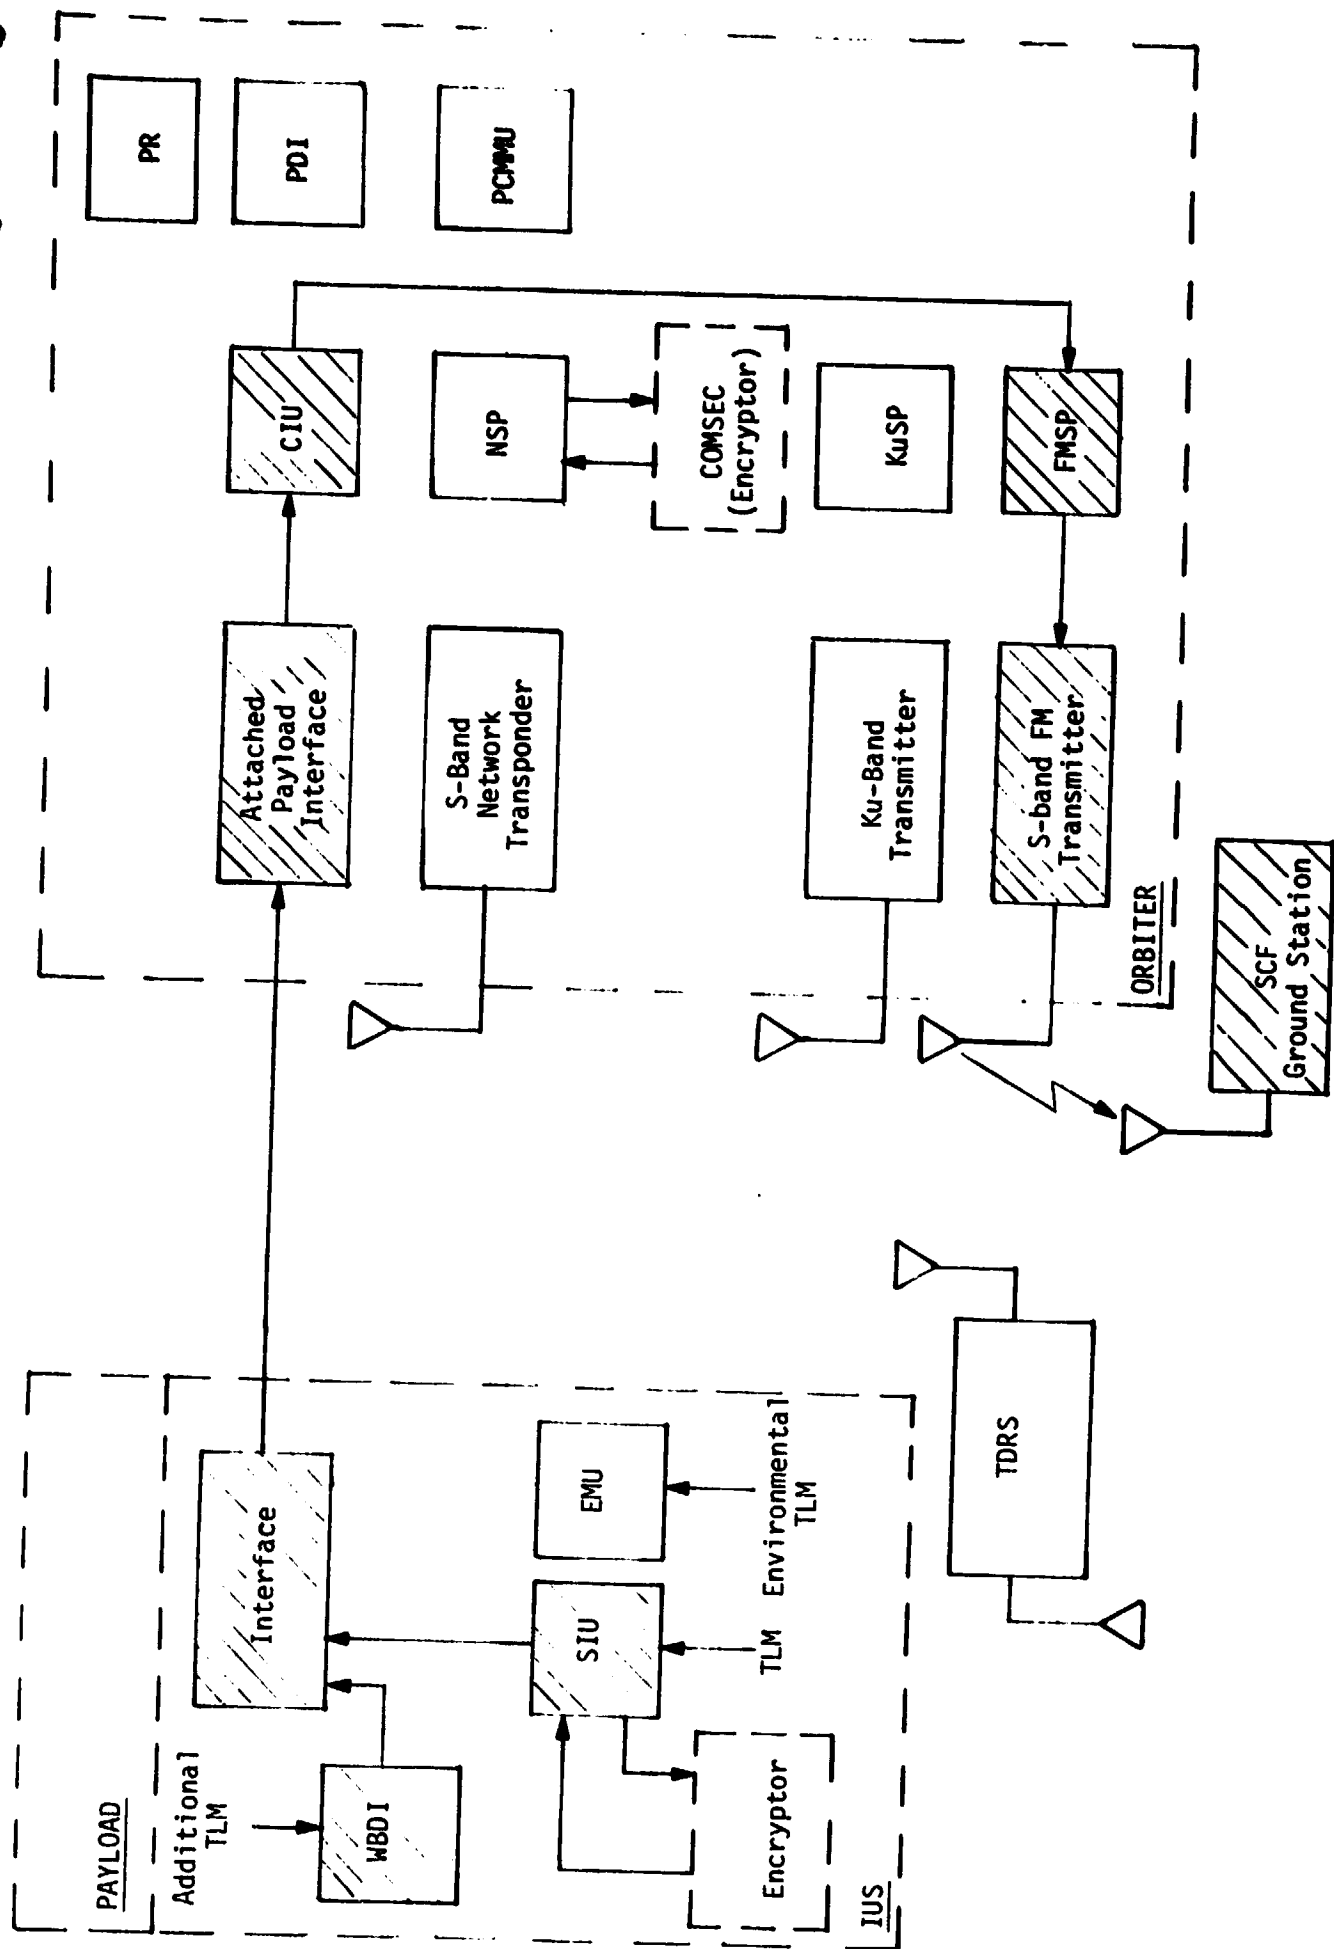 PAYLOAD
Additional
TLM
WBDI
Interface
SIU
EMU
TLM
Environmental
TLM
Encryptor
IUS
TDRS
Attached
Payload
Interface
CIU
PR
PDI
S-Band
Network
Transponder
NSP
PCMMU
COMSEC
(Encryptor)
Ku-Band
Transmitter
KuSP
S-band FM
Transmitter
FMSP
ORBITER
SCF
Ground Station